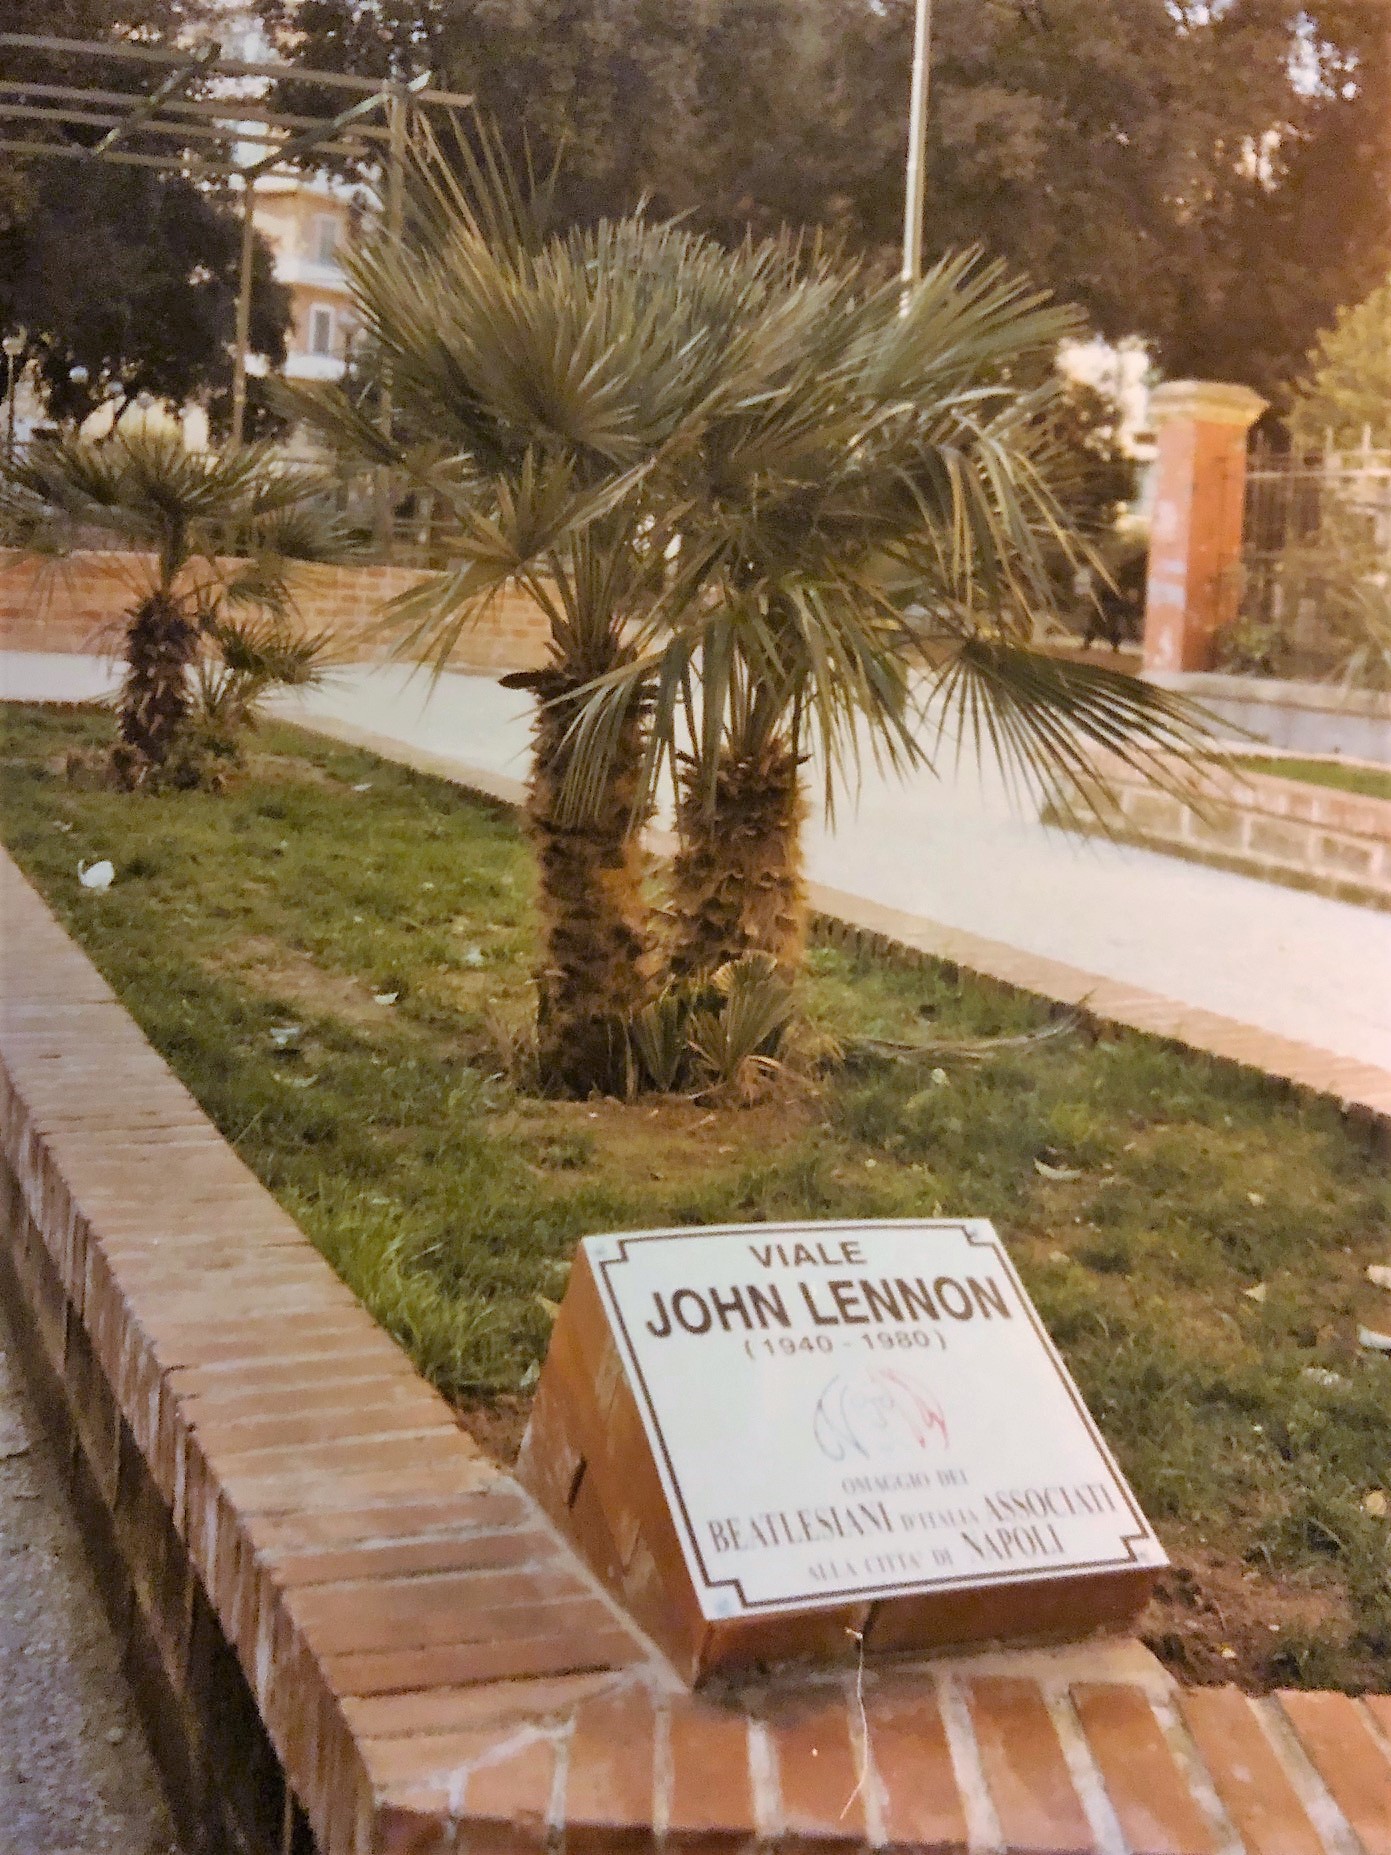 VIALE
JOHN LENNON
(1940 - 1980)
OMAGGIO DEI
BEATLESIANI D'ITALIA ASSOCIATI
NAPOLI
ALLA CITTA' DI